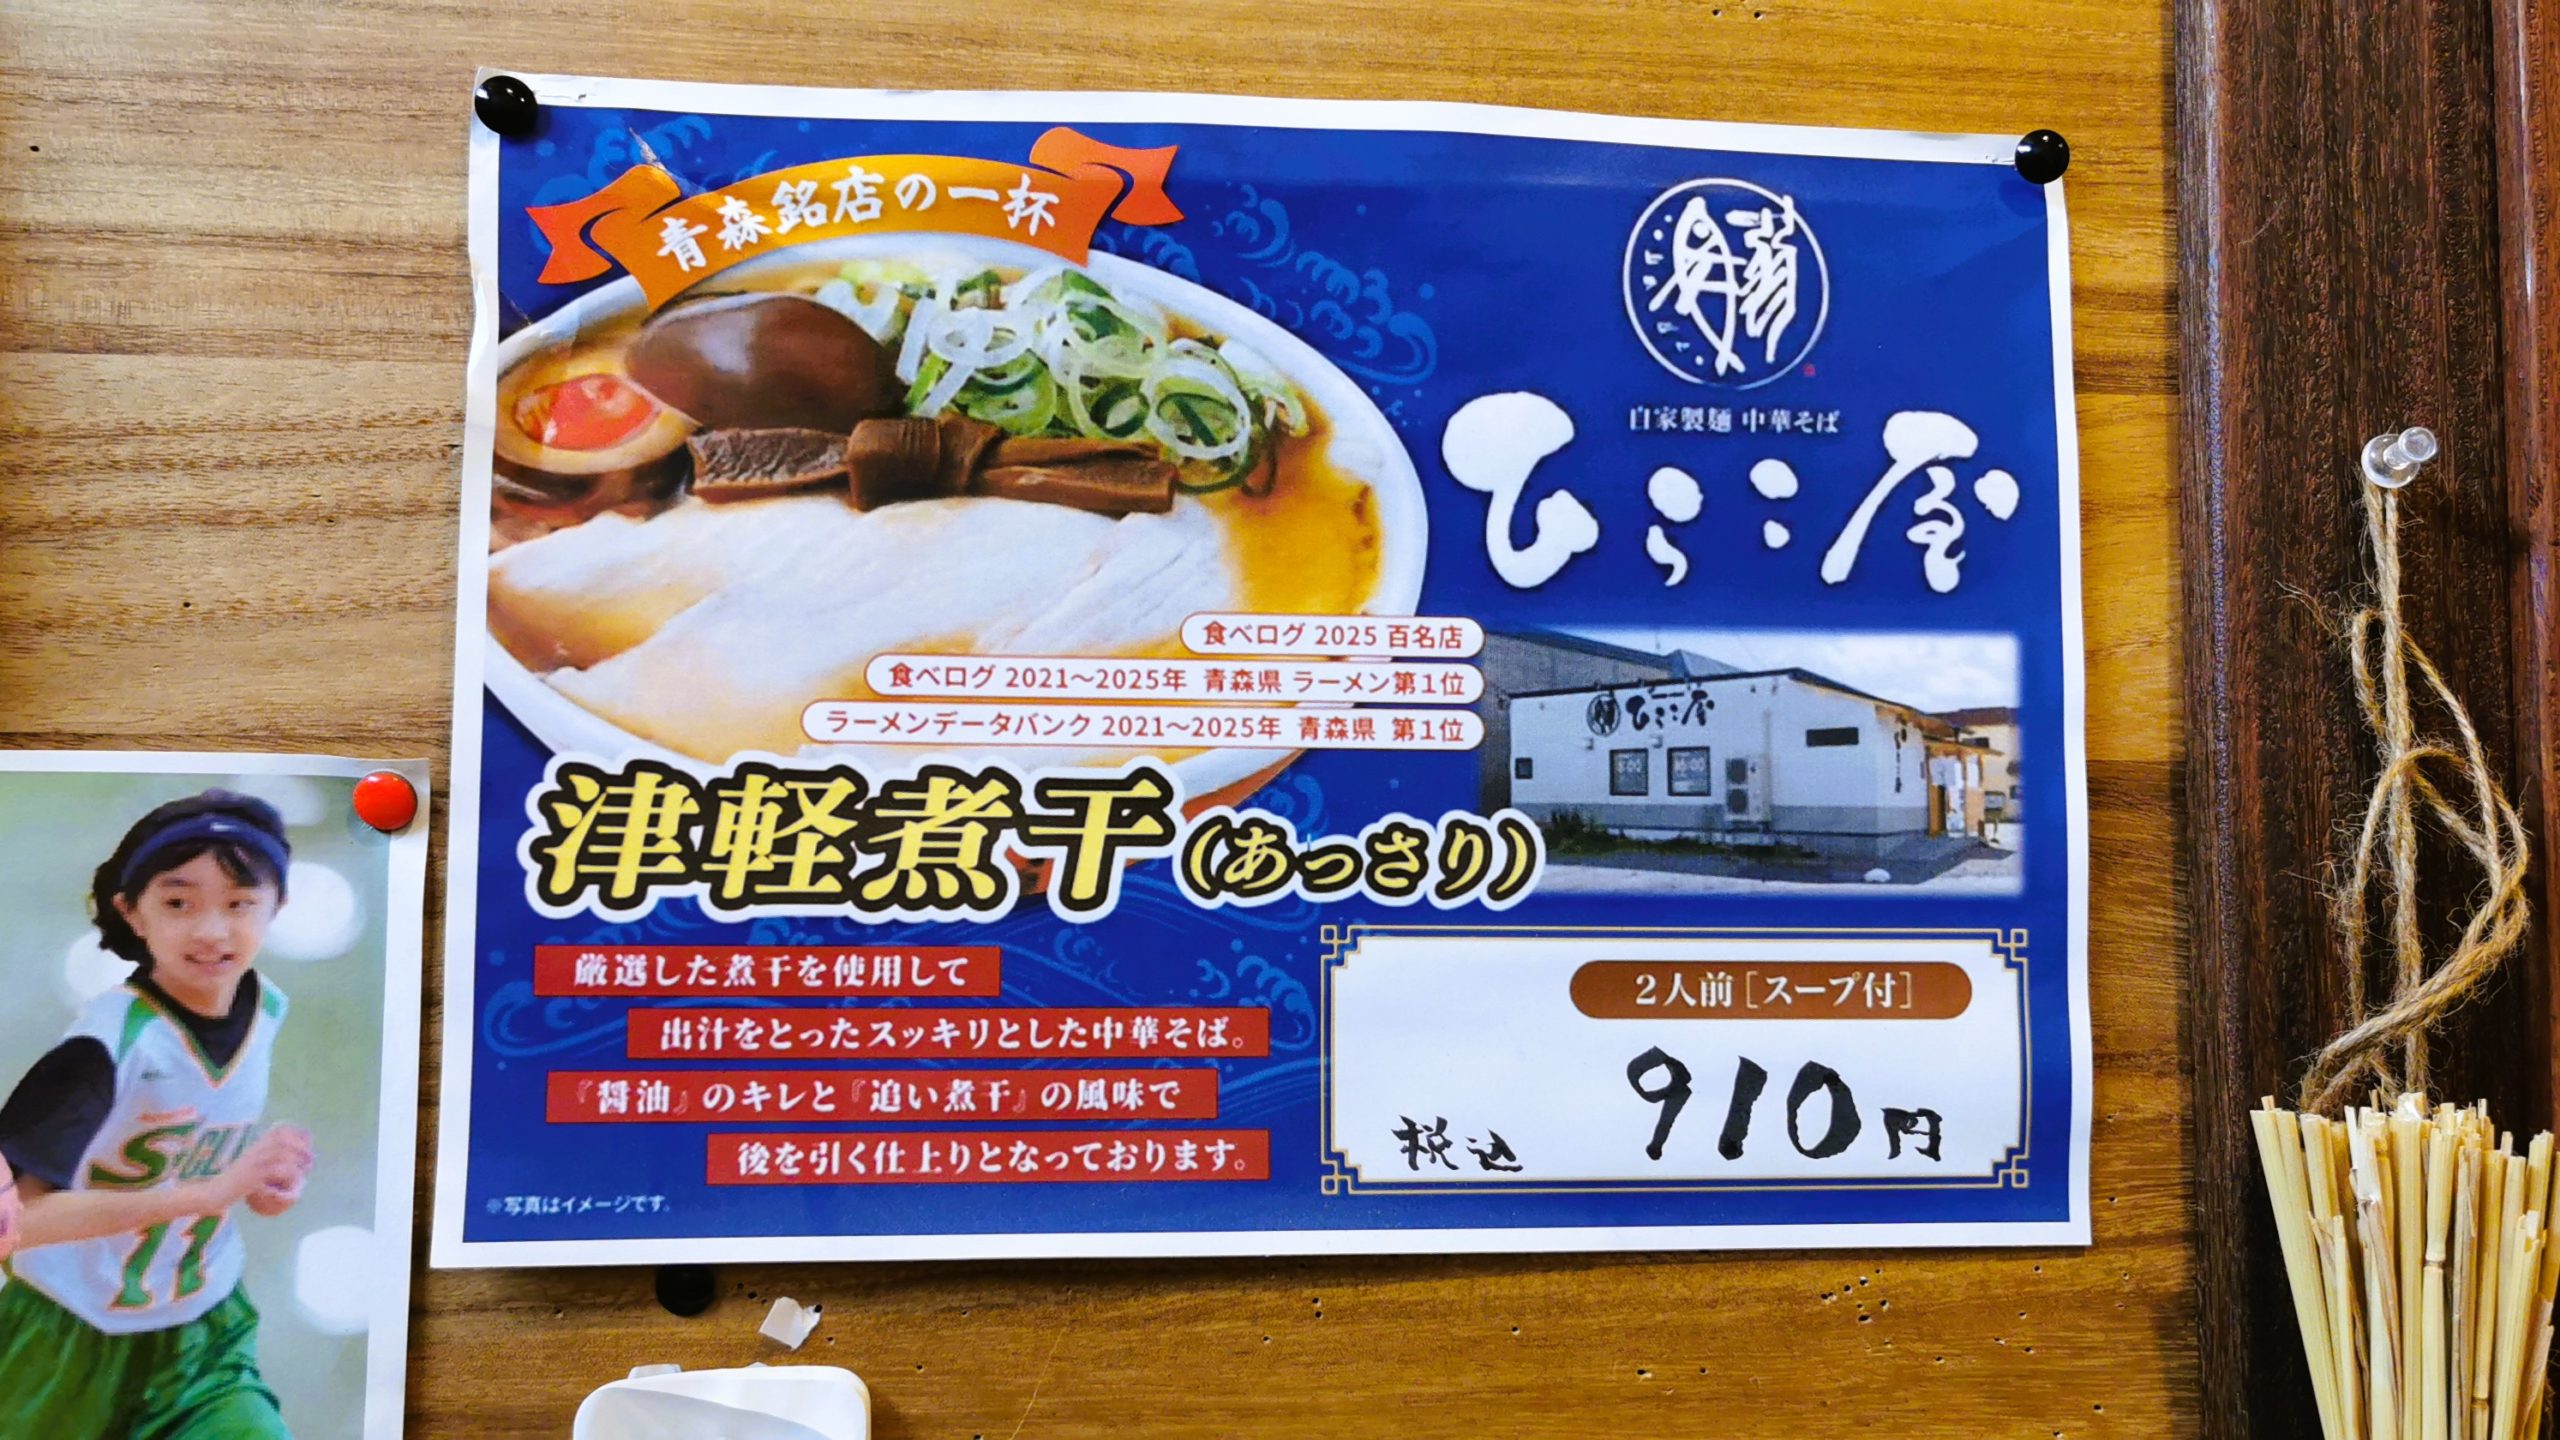 青森銘店の一杯
自家製麺 中華そば
ひらこ屋
食べログ 2025 百名店
食べログ 2021〜2025年 青森県 ラーメン第1位
ラーメンデータバンク 2021〜2025年 青森県 第1位
ひらこ屋
津軽煮干(あっさり)
厳選した煮干を使用して
出汁をとったスッキリとした中華そば。
『醤油』のキレと『追い煮干』の風味で
後を引く仕上りとなっております。
※写真はイメージです。
2人前[スープ付]
税込 910円
11